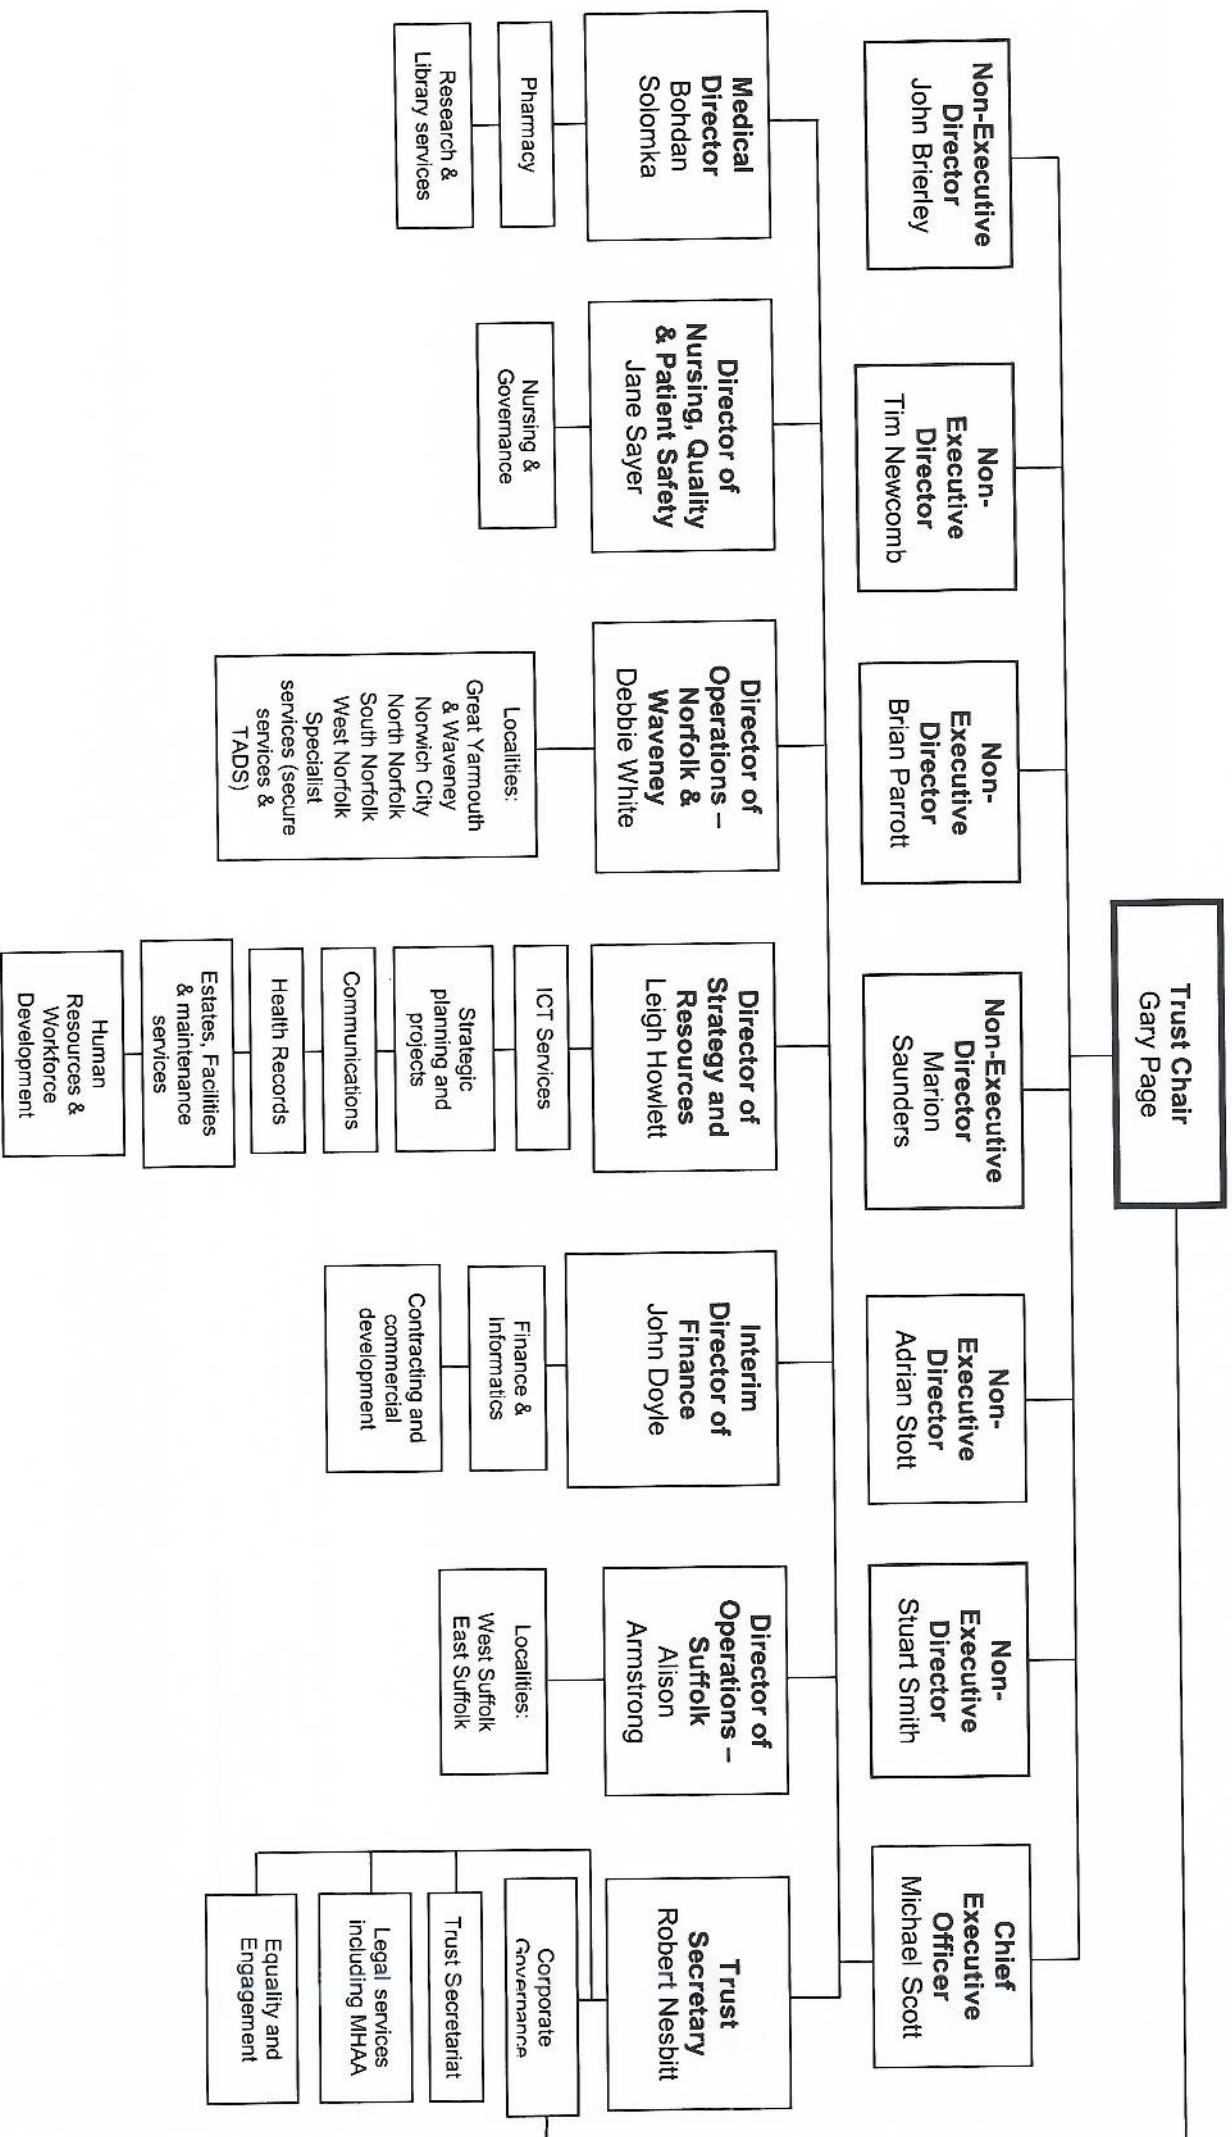 Trust Chair
Gary Page
Non-Executive
Director
John Brierley
Non-
Executive
Director
Tim Newcomb
Non-
Executive
Director
Brian Parrott
Non-Executive
Director
Marion
Saunders
Non-
Executive
Director
Adrian Stott
Non-
Executive
Director
Stuart Smith
Chief
Executive
Officer
Michael Scott
Medical
Director
Bohdan
Solomka
Pharmacy
Research &
Library services
Director of
Nursing, Quality
& Patient Safety
Jane Sayer
Nursing &
Governance
Director of
Operations –
Norfolk &
Waveney
Debbie White
Localities:
Great Yarmouth
& Waveney
Norwich City
North Norfolk
South Norfolk
West Norfolk
Specialist
services (secure
services &
TADS)
Director of
Strategy and
Resources
Leigh Howlett
ICT Services
Strategic
planning and
projects
Communications
Health Records
Estates, Facilities
& maintenance
services
Human
Resources &
Workforce
Development
Interim
Director of
Finance
John Doyle
Finance &
Informatics
Contracting and
commercial
development
Director of
Operations –
Suffolk
Alison
Armstrong
Localities:
West Suffolk
East Suffolk
Trust
Secretary
Robert Nesbitt
Corporate
Governance
Trust Secretariat
Legal services
including MHAA
Equality and
Engagement